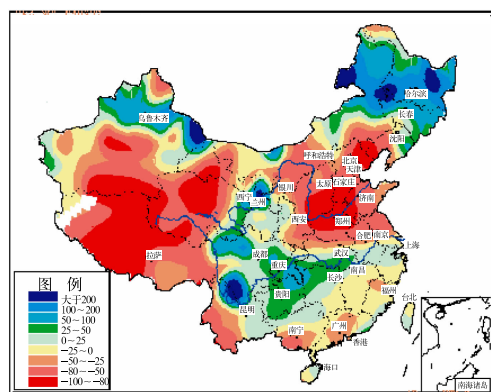 哈尔滨
长春
乌鲁木齐
沈阳
呼和浩特
北京
天津
银川
太原
石家庄
西宁
兰州
济南
西安
郑州
合肥
南京
上海
拉萨
成都
武汉
重庆
南昌
长沙
贵阳
昆明
福州
台北
南宁
广州
香港
海口
图 例
大于200
100~200
50~100
25~50
0~25
-25~0
-50~-25
-80~-50
-100~-80
南海诸岛